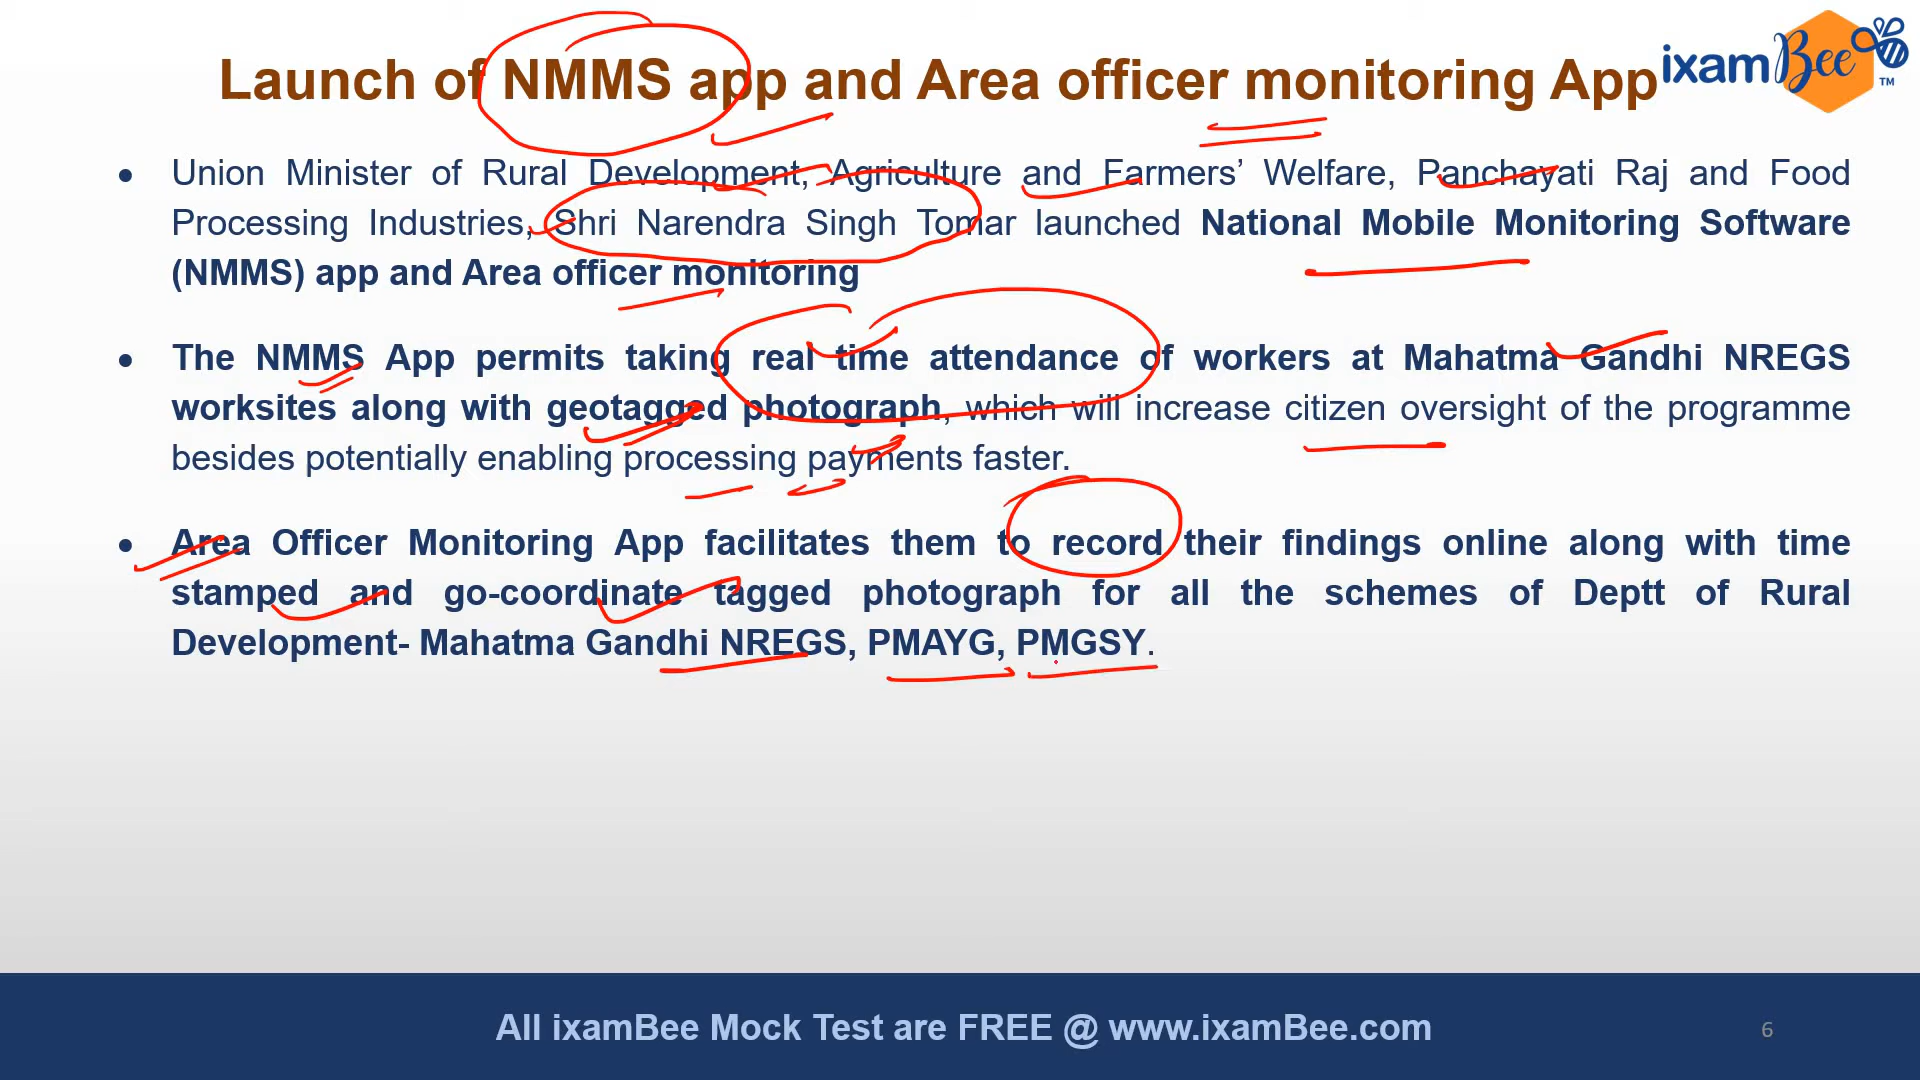 Launch of NMMS app and Area officer monitoring App
ixamBee
TM
• Union Minister of Rural Development, Agriculture and Farmers’ Welfare, Panchayati Raj and Food
Processing Industries, Shri Narendra Singh Tomar launched National Mobile Monitoring Software
(NMMS) app and Area officer monitoring
• The NMMS App permits taking real time attendance of workers at Mahatma Gandhi NREGS
worksites along with geotagged photograph, which will increase citizen oversight of the programme
besides potentially enabling processing payments faster.
• Area Officer Monitoring App facilitates them to record their findings online along with time
stamped and go-coordinate tagged photograph for all the schemes of Deptt of Rural
Development- Mahatma Gandhi NREGS, PMAYG, PMGSY.
All ixamBee Mock Test are FREE @ www.ixamBee.com
6